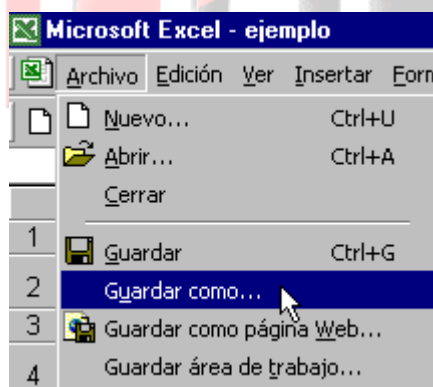 Microsoft Excel - ejemplo
Archivo Edición Ver Insertar Form
Nuevo... Ctrl+U
Abrir... Ctrl+A
Cerrar
1
Guardar Ctrl+G
2 Guardar como...
3 Guardar como página Web...
4 Guardar área de trabajo...